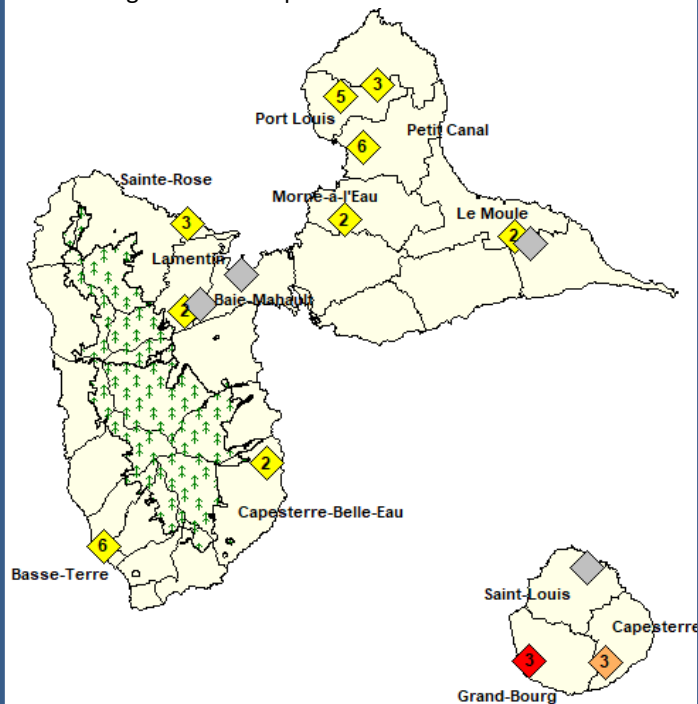 3
5
Port Louis
Petit Canal
6
Sainte-Rose
Morne-à-l'Eau
Le Moule
2
3
2
Lamentin
Baie-Mahault
2
2
Capesterre-Belle-Eau
6
Basse-Terre
Saint-Louis
Capesterre
3
3
Grand-Bourg